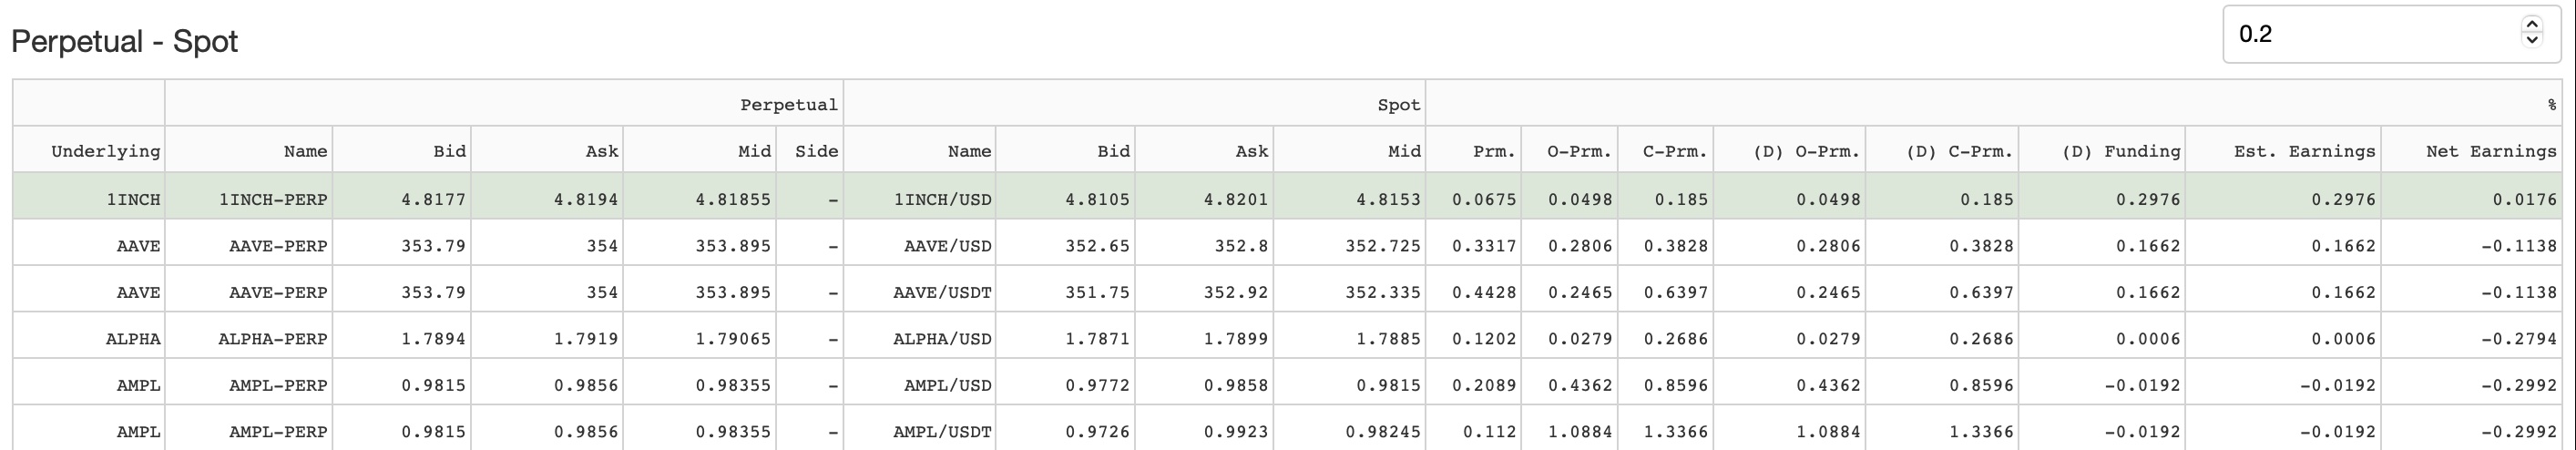 Perpetual - Spot 0.2
Perpetual Spot %
Underlying Name Bid Ask Mid Side Name Bid Ask Mid Prm. O-Prm. C-Prm. (D) O-Prm. (D) C-Prm. (D) Funding Est. Earnings Net Earnings
1INCH 1INCH-PERP 4.8177 4.8194 4.81855 - 1INCH/USD 4.8105 4.8201 4.8153 0.0675 0.0498 0.185 0.0498 0.185 0.2976 0.2976 0.0176
AAVE AAVE-PERP 353.79 354 353.895 - AAVE/USD 352.65 352.8 352.725 0.3317 0.2806 0.3828 0.2806 0.3828 0.1662 0.1662 -0.1138
AAVE AAVE-PERP 353.79 354 353.895 - AAVE/USDT 351.75 352.92 352.335 0.4428 0.2465 0.6397 0.2465 0.6397 0.1662 0.1662 -0.1138
ALPHA ALPHA-PERP 1.7894 1.7919 1.79065 - ALPHA/USD 1.7871 1.7899 1.7885 0.1202 0.0279 0.2686 0.0279 0.2686 0.0006 0.0006 -0.2794
AMPL AMPL-PERP 0.9815 0.9856 0.98355 - AMPL/USD 0.9772 0.9858 0.9815 0.2089 0.4362 0.8596 0.4362 0.8596 -0.0192 -0.0192 -0.2992
AMPL AMPL-PERP 0.9815 0.9856 0.98355 - AMPL/USDT 0.9726 0.9923 0.98245 0.112 1.0884 1.3366 1.0884 1.3366 -0.0192 -0.0192 -0.2992